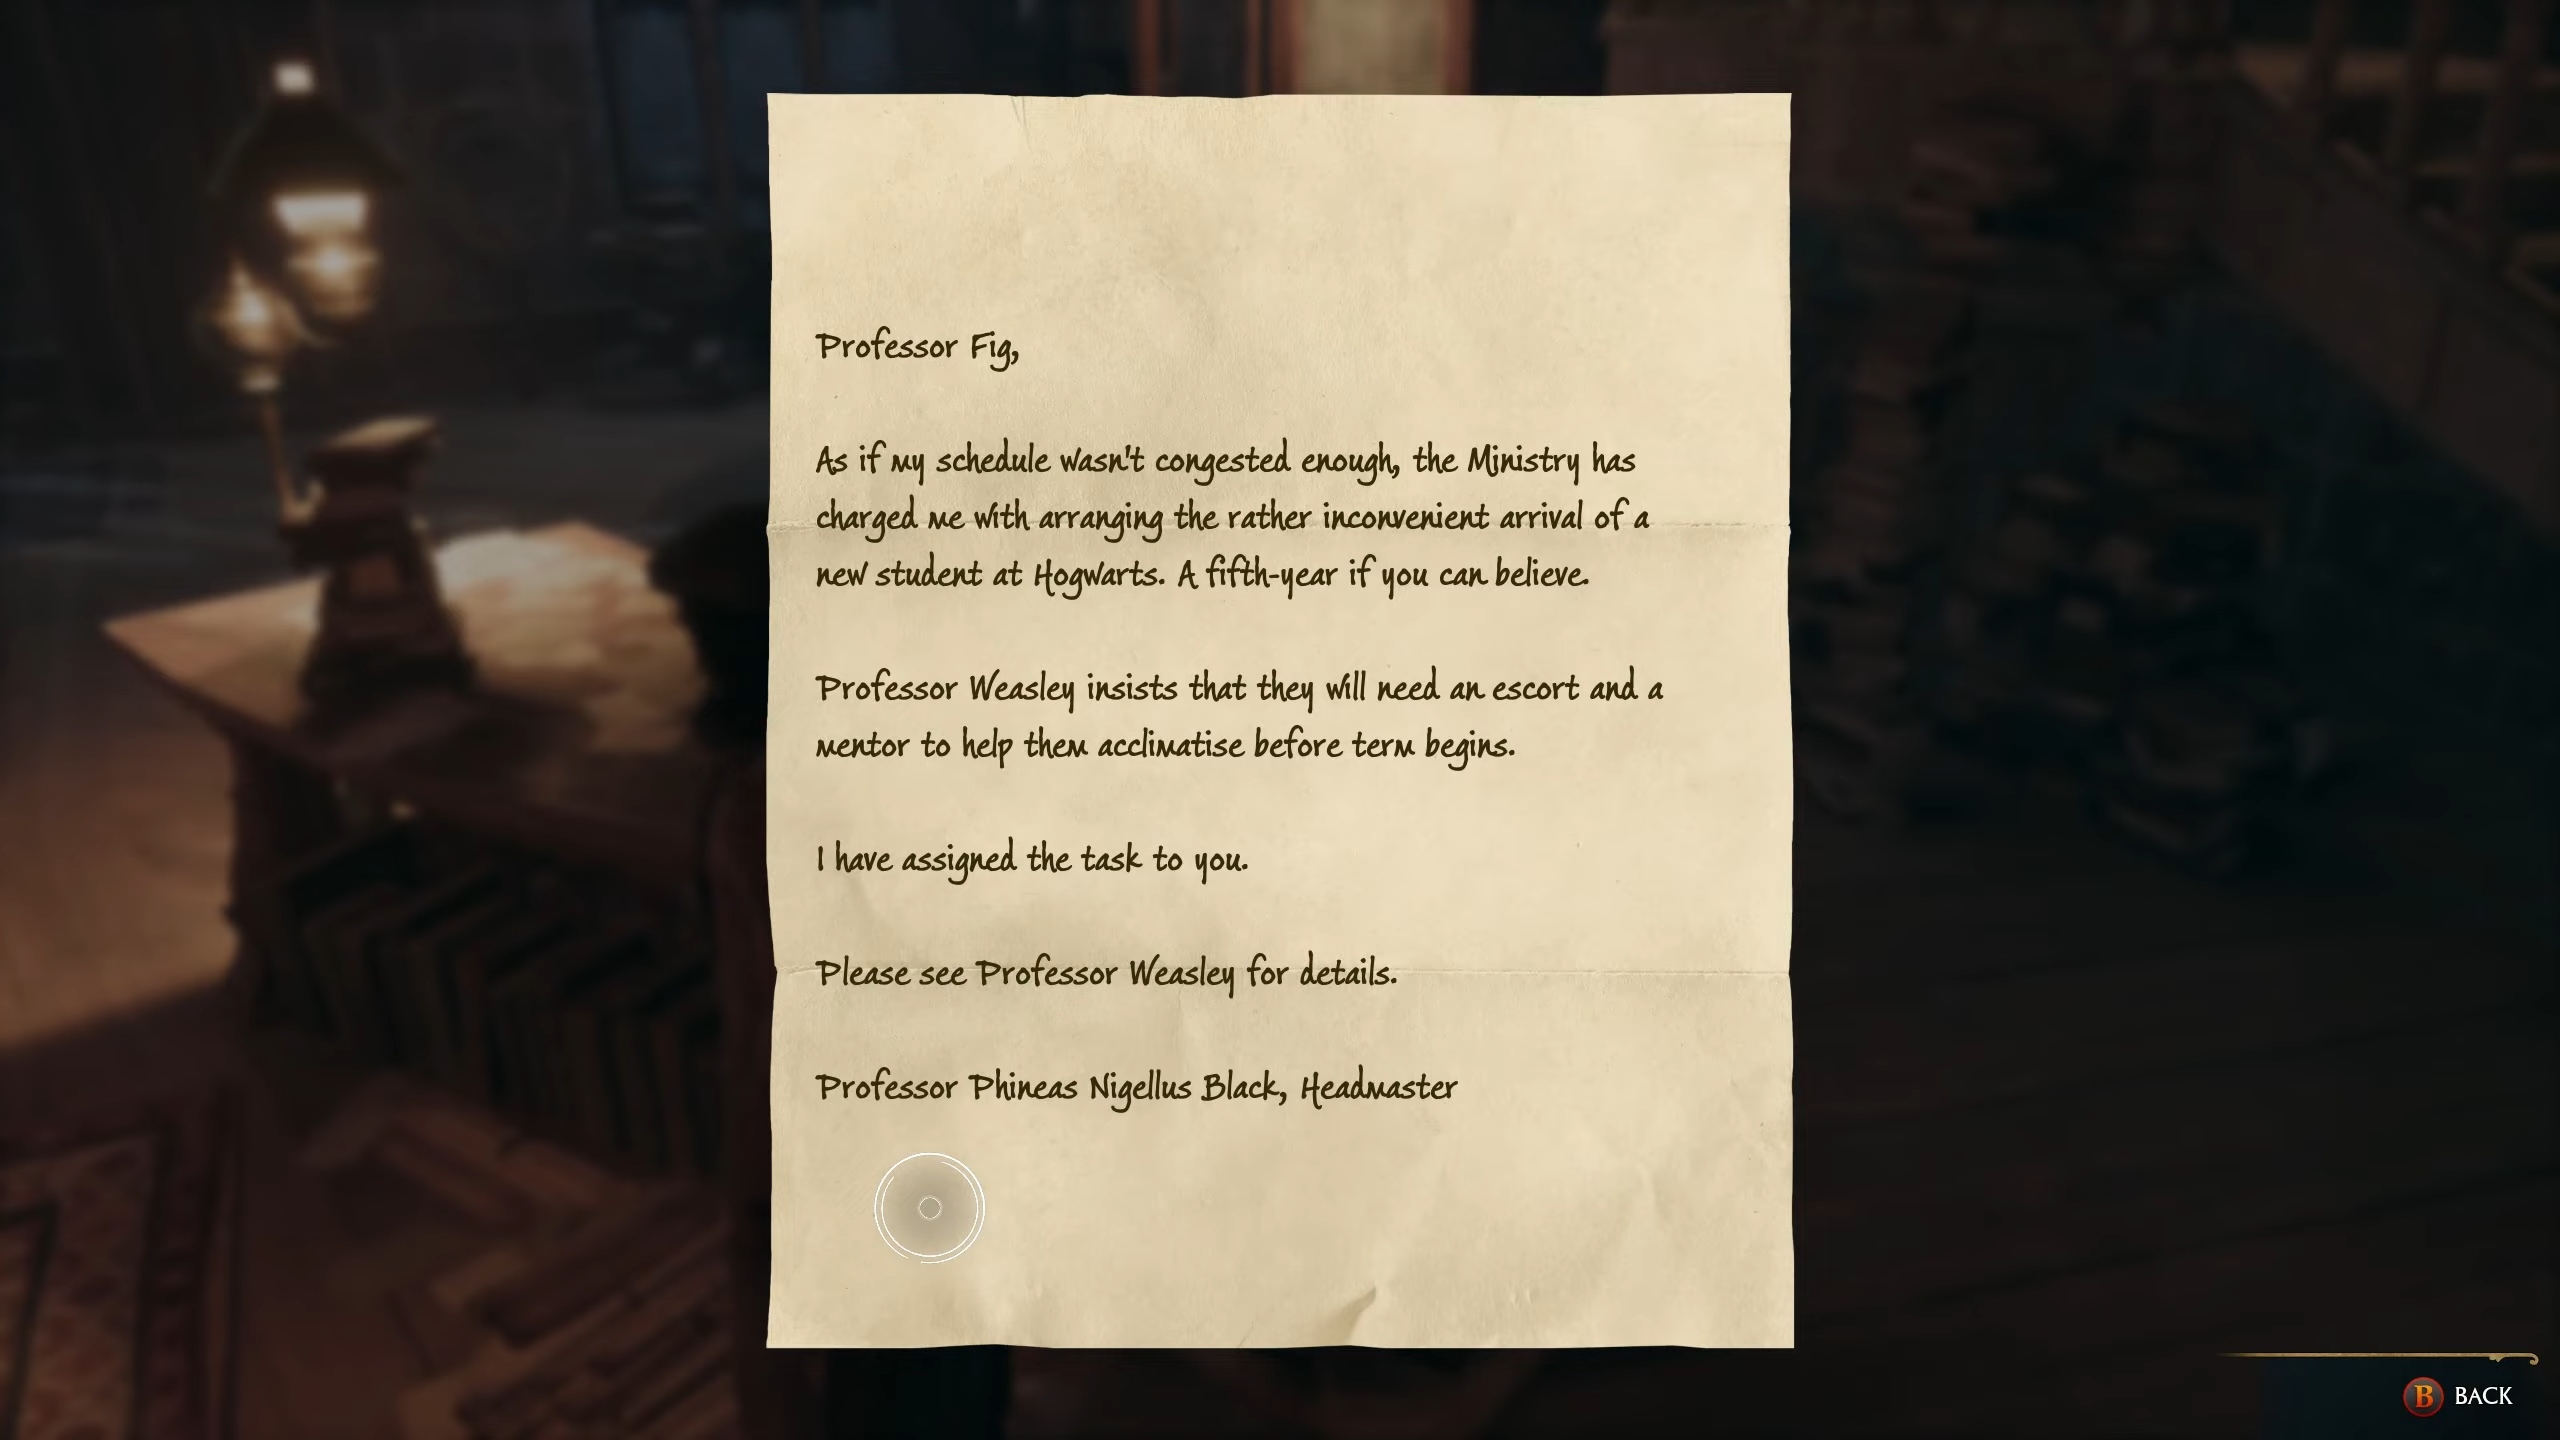 Professor Fig,
As if my schedule wasn't congested enough, the Ministry has
charged me with arranging the rather inconvenient arrival of a
new student at Hogwarts. A fifth-year if you can believe.
Professor Weasley insists that they will need an escort and a
mentor to help them acclimatise before term begins.
I have assigned the task to you.
Please see Professor Weasley for details.
Professor Phineas Nigellus Black, Headmaster
B BACK